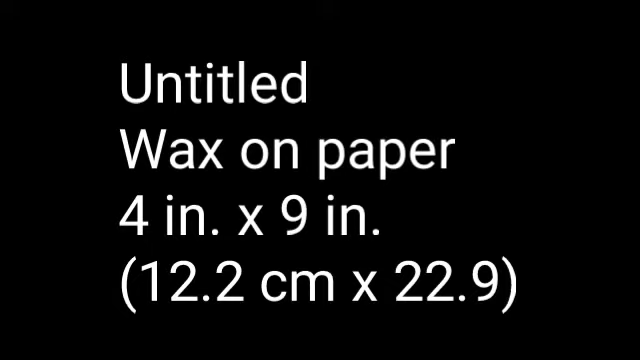 Untitled
Wax on paper
4 in. x 9 in.
(12.2 cm x 22.9)